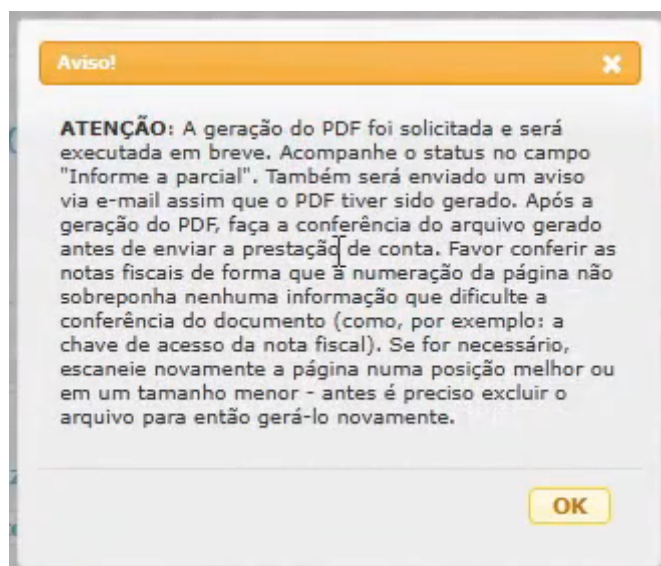 Aviso!
ATENÇÃO: A geração do PDF foi solicitada e será
executada em breve. Acompanhe o status no campo
"Informe a parcial". Também será enviado um aviso
via e-mail assim que o PDF tiver sido gerado. Após a
geração do PDF, faça a conferência do arquivo gerado
antes de enviar a prestação de conta. Favor conferir as
notas fiscais de forma que a numeração da página não
sobreponha nenhuma informação que dificulte a
conferência do documento (como, por exemplo: a
chave de acesso da nota fiscal). Se for necessário,
escaneie novamente a página numa posição melhor ou
em um tamanho menor - antes é preciso excluir o
arquivo para então gerá-lo novamente.
OK